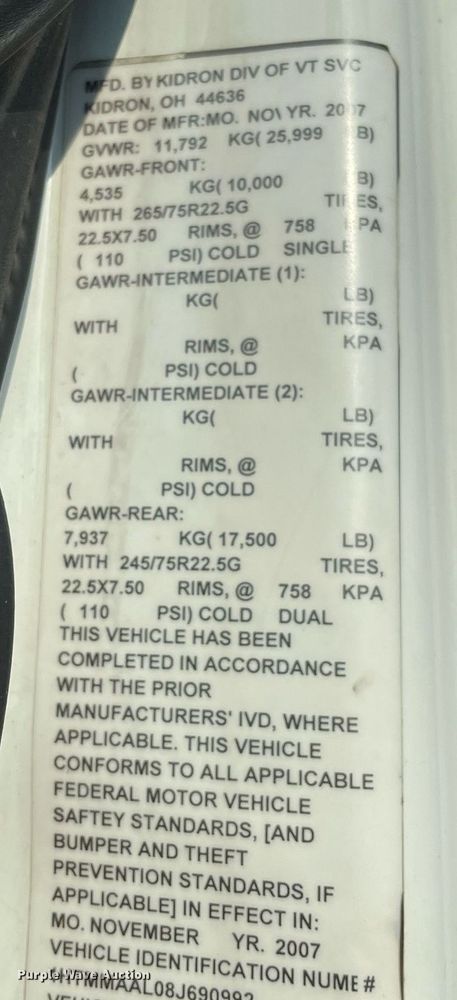 MFD. BY KIDRON DIV OF VT SVC
KIDRON, OH 44636
DATE OF MFR:MO. NOV YR. 2007
GVWR: 11,792 KG( 25,999 LB)
GAWR-FRONT:
4,535 KG( 10,000 LB)
WITH 265/75R22.5G TIRES,
22.5X7.50 RIMS, @ 758 KPA
( 110 PSI) COLD SINGLE
GAWR-INTERMEDIATE (1):
KG( LB)
WITH TIRES,
RIMS, @ KPA
( PSI) COLD
GAWR-INTERMEDIATE (2):
KG( LB)
WITH TIRES,
RIMS, @ KPA
( PSI) COLD
GAWR-REAR:
7,937 KG( 17,500 LB)
WITH 245/75R22.5G TIRES,
22.5X7.50 RIMS, @ 758 KPA
( 110 PSI) COLD DUAL
THIS VEHICLE HAS BEEN
COMPLETED IN ACCORDANCE
WITH THE PRIOR
MANUFACTURERS' IVD, WHERE
APPLICABLE. THIS VEHICLE
CONFORMS TO ALL APPLICABLE
FEDERAL MOTOR VEHICLE
SAFTEY STANDARDS, [AND
BUMPER AND THEFT
PREVENTION STANDARDS, IF
APPLICABLE] IN EFFECT IN:
MO. NOVEMBER YR. 2007
VEHICLE IDENTIFICATION NUMBE #
Purple Wave Auction